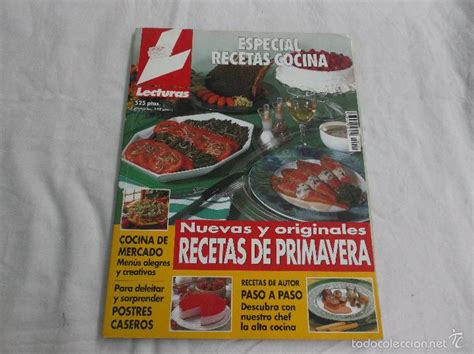 ESPECIAL
RECETAS COCINA
L
Lecturas
525 ptas.
Nuevas y originales
RECETAS DE PRIMAVERA
COCINA DE
MERCADO
Menús alegres
y creativos
Para deleitar
y sorprender
POSTRES
CASEROS
RECETAS DE AUTOR
PASO A PASO
Descubra con
nuestro chef
la alta cocina
todocoleccion.net